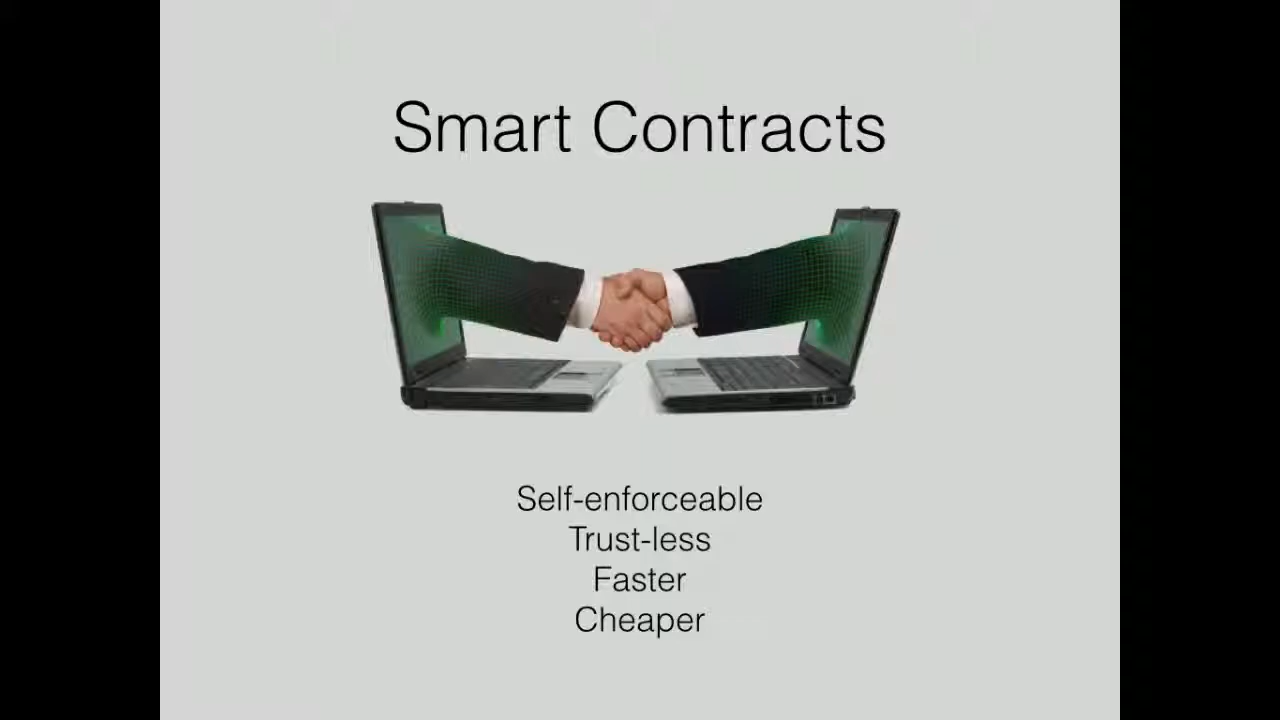 Smart Contracts
Self-enforceable
Trust-less
Faster
Cheaper